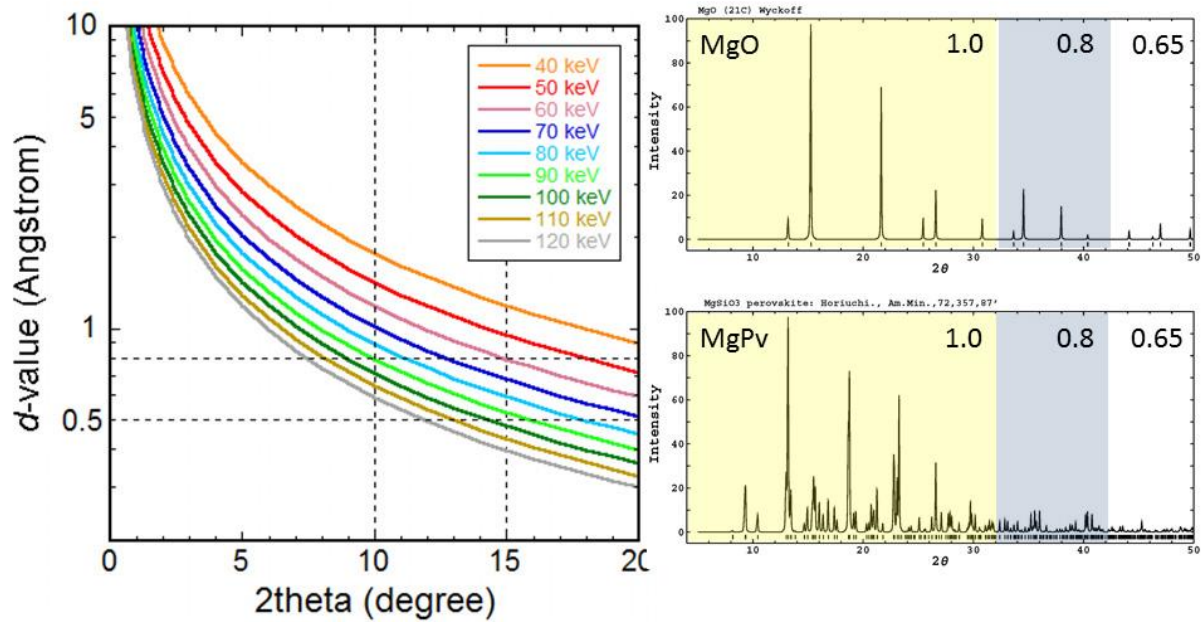 10
5
1
0.5
d-value (Angstrom)
40 keV
50 keV
60 keV
70 keV
80 keV
90 keV
100 keV
110 keV
120 keV
0 5 10 15 20
2theta (degree)
MgO (21C) Wyckoff
MgO 1.0 0.8 0.65
100
80
60
40
20
0
Intensity
10 20 30 40 50
2θ
MgSiO3 perovskite: Horiuchi., Am.Min.,72,357,87'
MgPv 1.0 0.8 0.65
100
80
60
40
20
0
Intensity
10 20 30 40 50
2θ